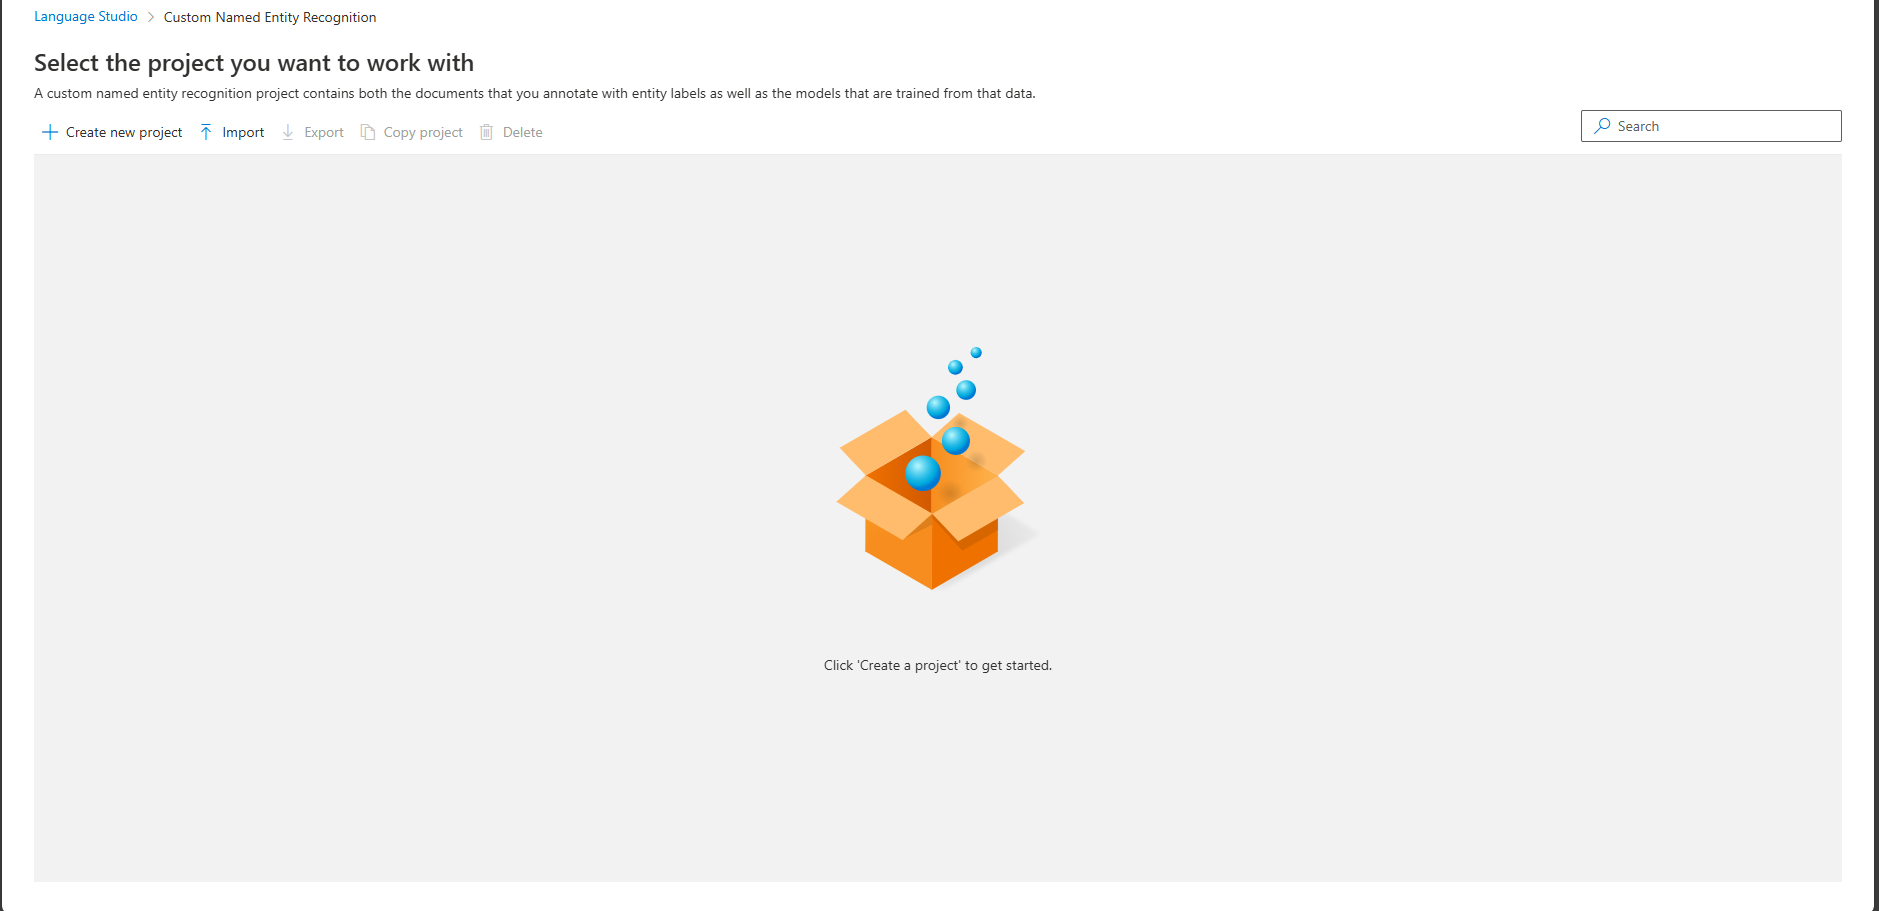 Language Studio > Custom Named Entity Recognition
Select the project you want to work with
A custom named entity recognition project contains both the documents that you annotate with entity labels as well as the models that are trained from that data.
Create new project Import Export Copy project Delete
Search
Click 'Create a project' to get started.